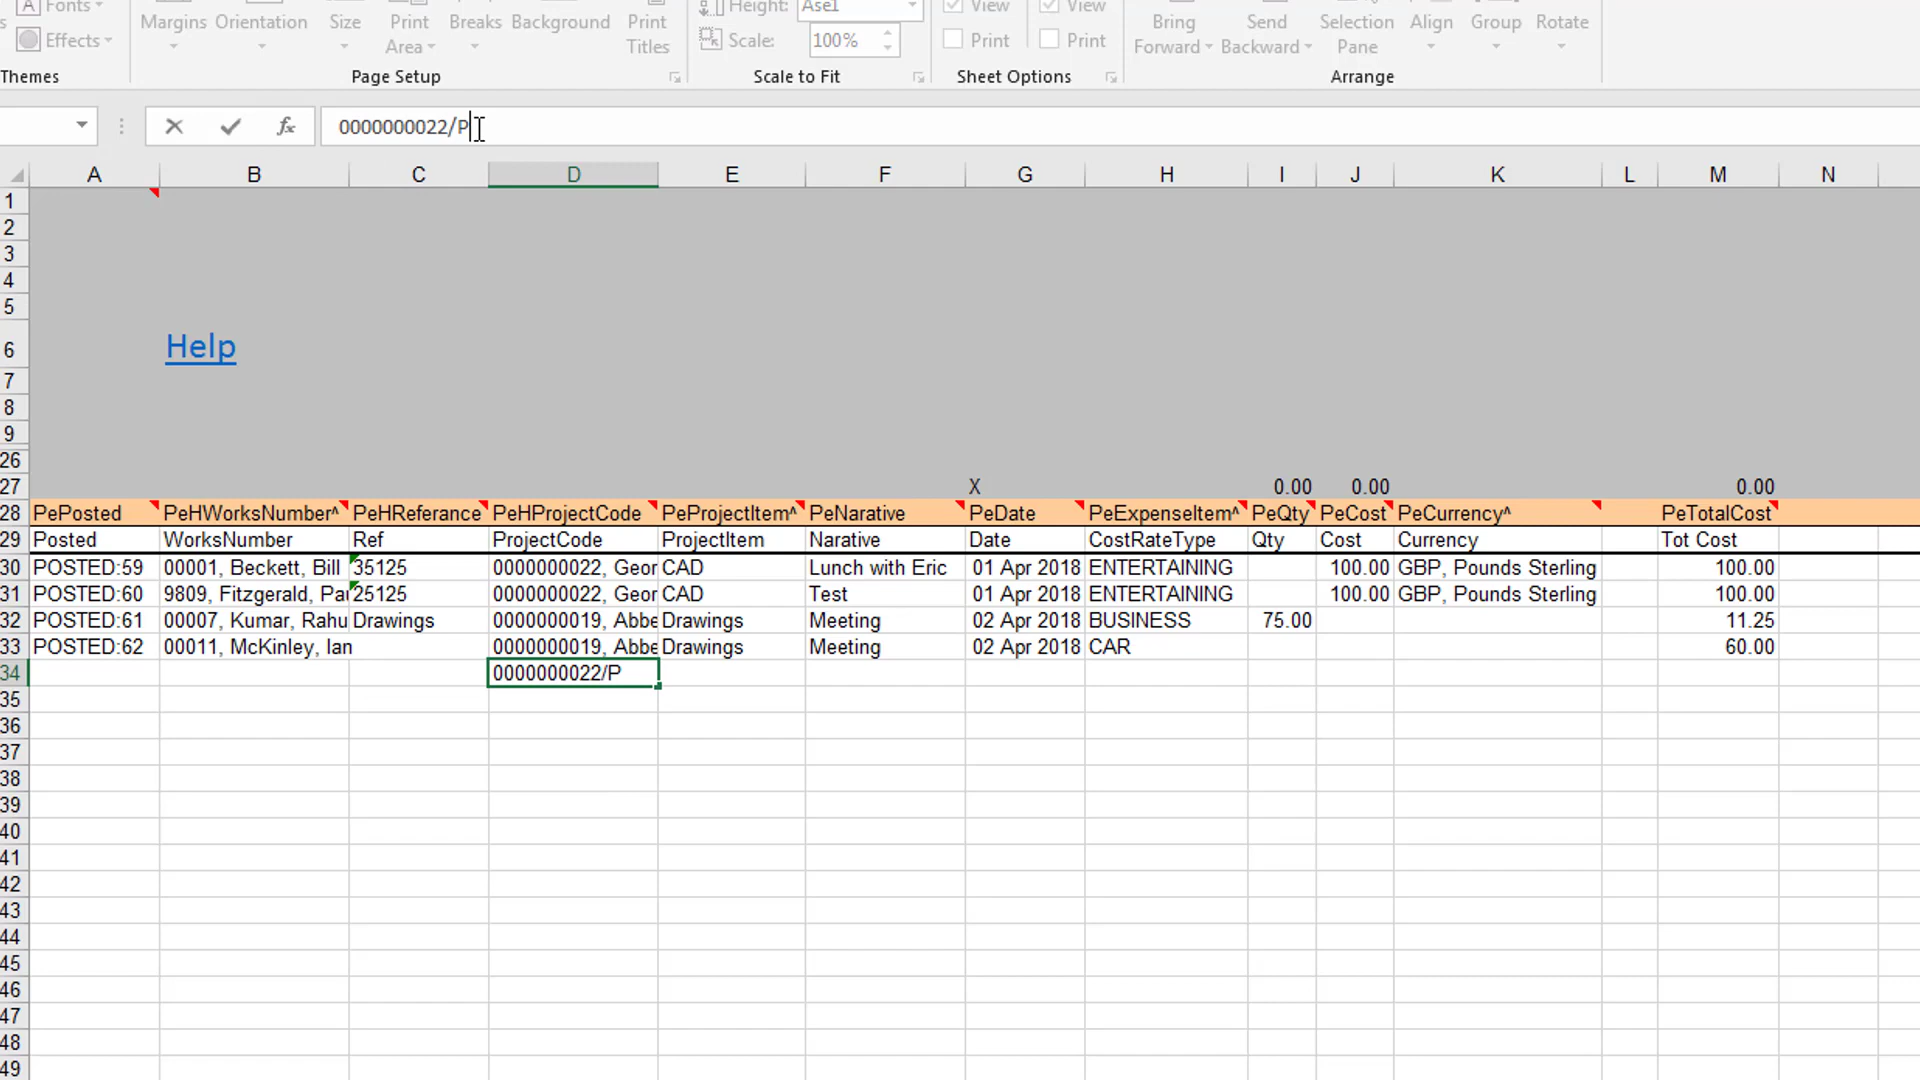 Fonts
Effects
Themes
Margins Orientation Size Print Area Breaks Background Print Titles
Page Setup
Height:
Scale: 100%
Scale to Fit
View View
Print Print
Sheet Options
Bring Forward Send Backward Selection Pane Align Group Rotate
Arrange
fx 0000000022/P
A B C D E F G H I J K L M N
1
2
3
4
5
6 Help
7
8
9
26
27 X 0.00 0.00 0.00
28 PePosted PeHWorksNumber^ PeHReferance PeHProjectCode PeProjectItem^ PeNarative PeDate PeExpenseItem^ PeQty PeCost PeCurrency^ PeTotalCost
29 Posted WorksNumber Ref ProjectCode ProjectItem Narative Date CostRateType Qty Cost Currency Tot Cost
30 POSTED:59 00001, Beckett, Bill 35125 0000000022, Geor CAD Lunch with Eric 01 Apr 2018 ENTERTAINING 100.00 GBP, Pounds Sterling 100.00
31 POSTED:60 9809, Fitzgerald, Pau 25125 0000000022, Geor CAD Test 01 Apr 2018 ENTERTAINING 100.00 GBP, Pounds Sterling 100.00
32 POSTED:61 00007, Kumar, Rahu Drawings 0000000019, Abbe Drawings Meeting 02 Apr 2018 BUSINESS 75.00 11.25
33 POSTED:62 00011, McKinley, Ian 0000000019, Abbe Drawings Meeting 02 Apr 2018 CAR 60.00
34 0000000022/P
35
36
37
38
39
40
41
42
43
44
45
46
47
48
49